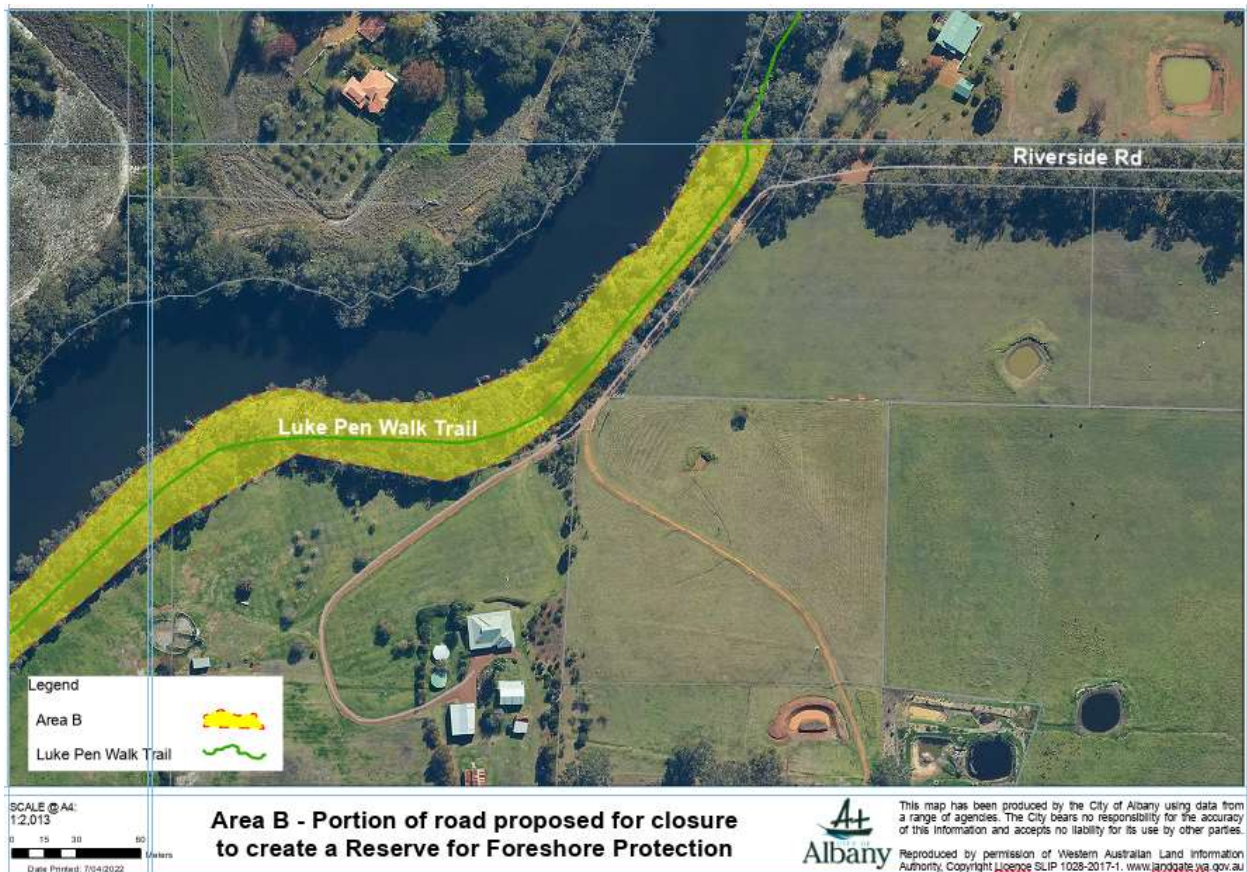 Riverside Rd
Luke Pen Walk Trail
Legend
Area B
Luke Pen Walk Trail
SCALE @ A4:
1:2,013
0 15 30 60
Meters
Date Printed: 7/04/2022
Area B - Portion of road proposed for closure
to create a Reserve for Foreshore Protection
CITY OF
Albany
This map has been produced by the City of Albany using data from
a range of agencies. The City bears no responsibility for the accuracy
of this information and accepts no liability for its use by other parties.
Reproduced by permission of Western Australian Land Information
Authority, Copyright Licence SLIP 1028-2017-1. www.landgate.wa.gov.au